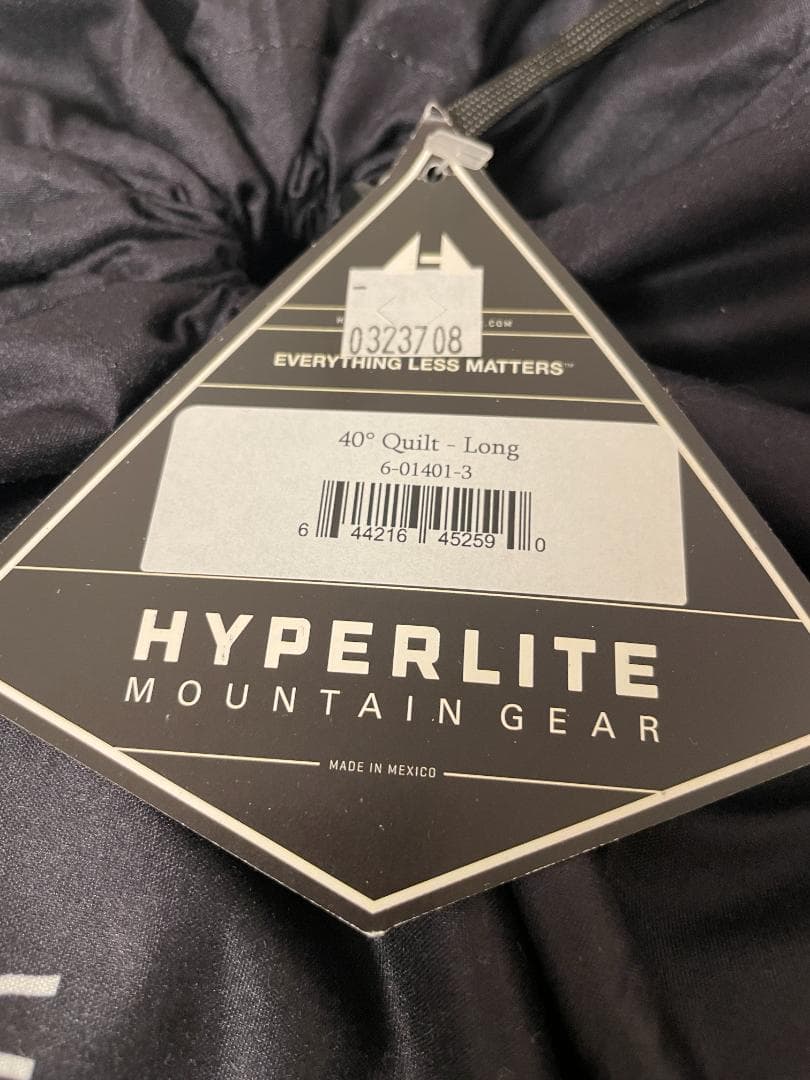 .COM
0323708
EVERYTHING LESS MATTERS™
40° Quilt - Long
6-01401-3
6 44216 45259 0
HYPERLITE
MOUNTAIN GEAR
MADE IN MEXICO